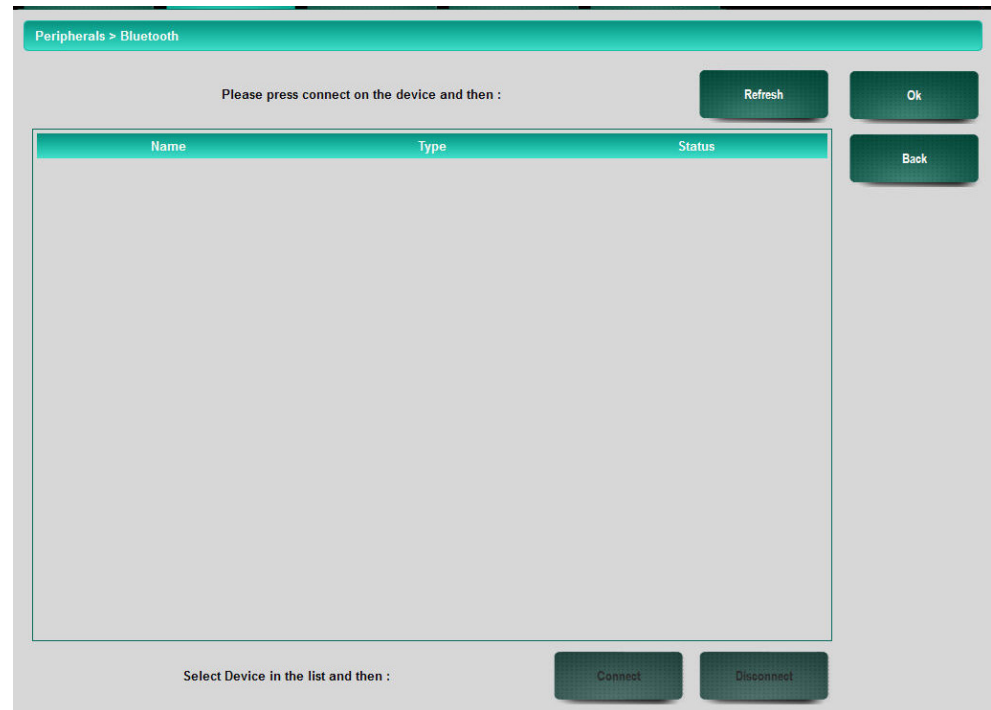 Peripherals > Bluetooth
Please press connect on the device and then :
Refresh
Ok
Name Type Status
Back
Select Device in the list and then :
Connect
Disconnect